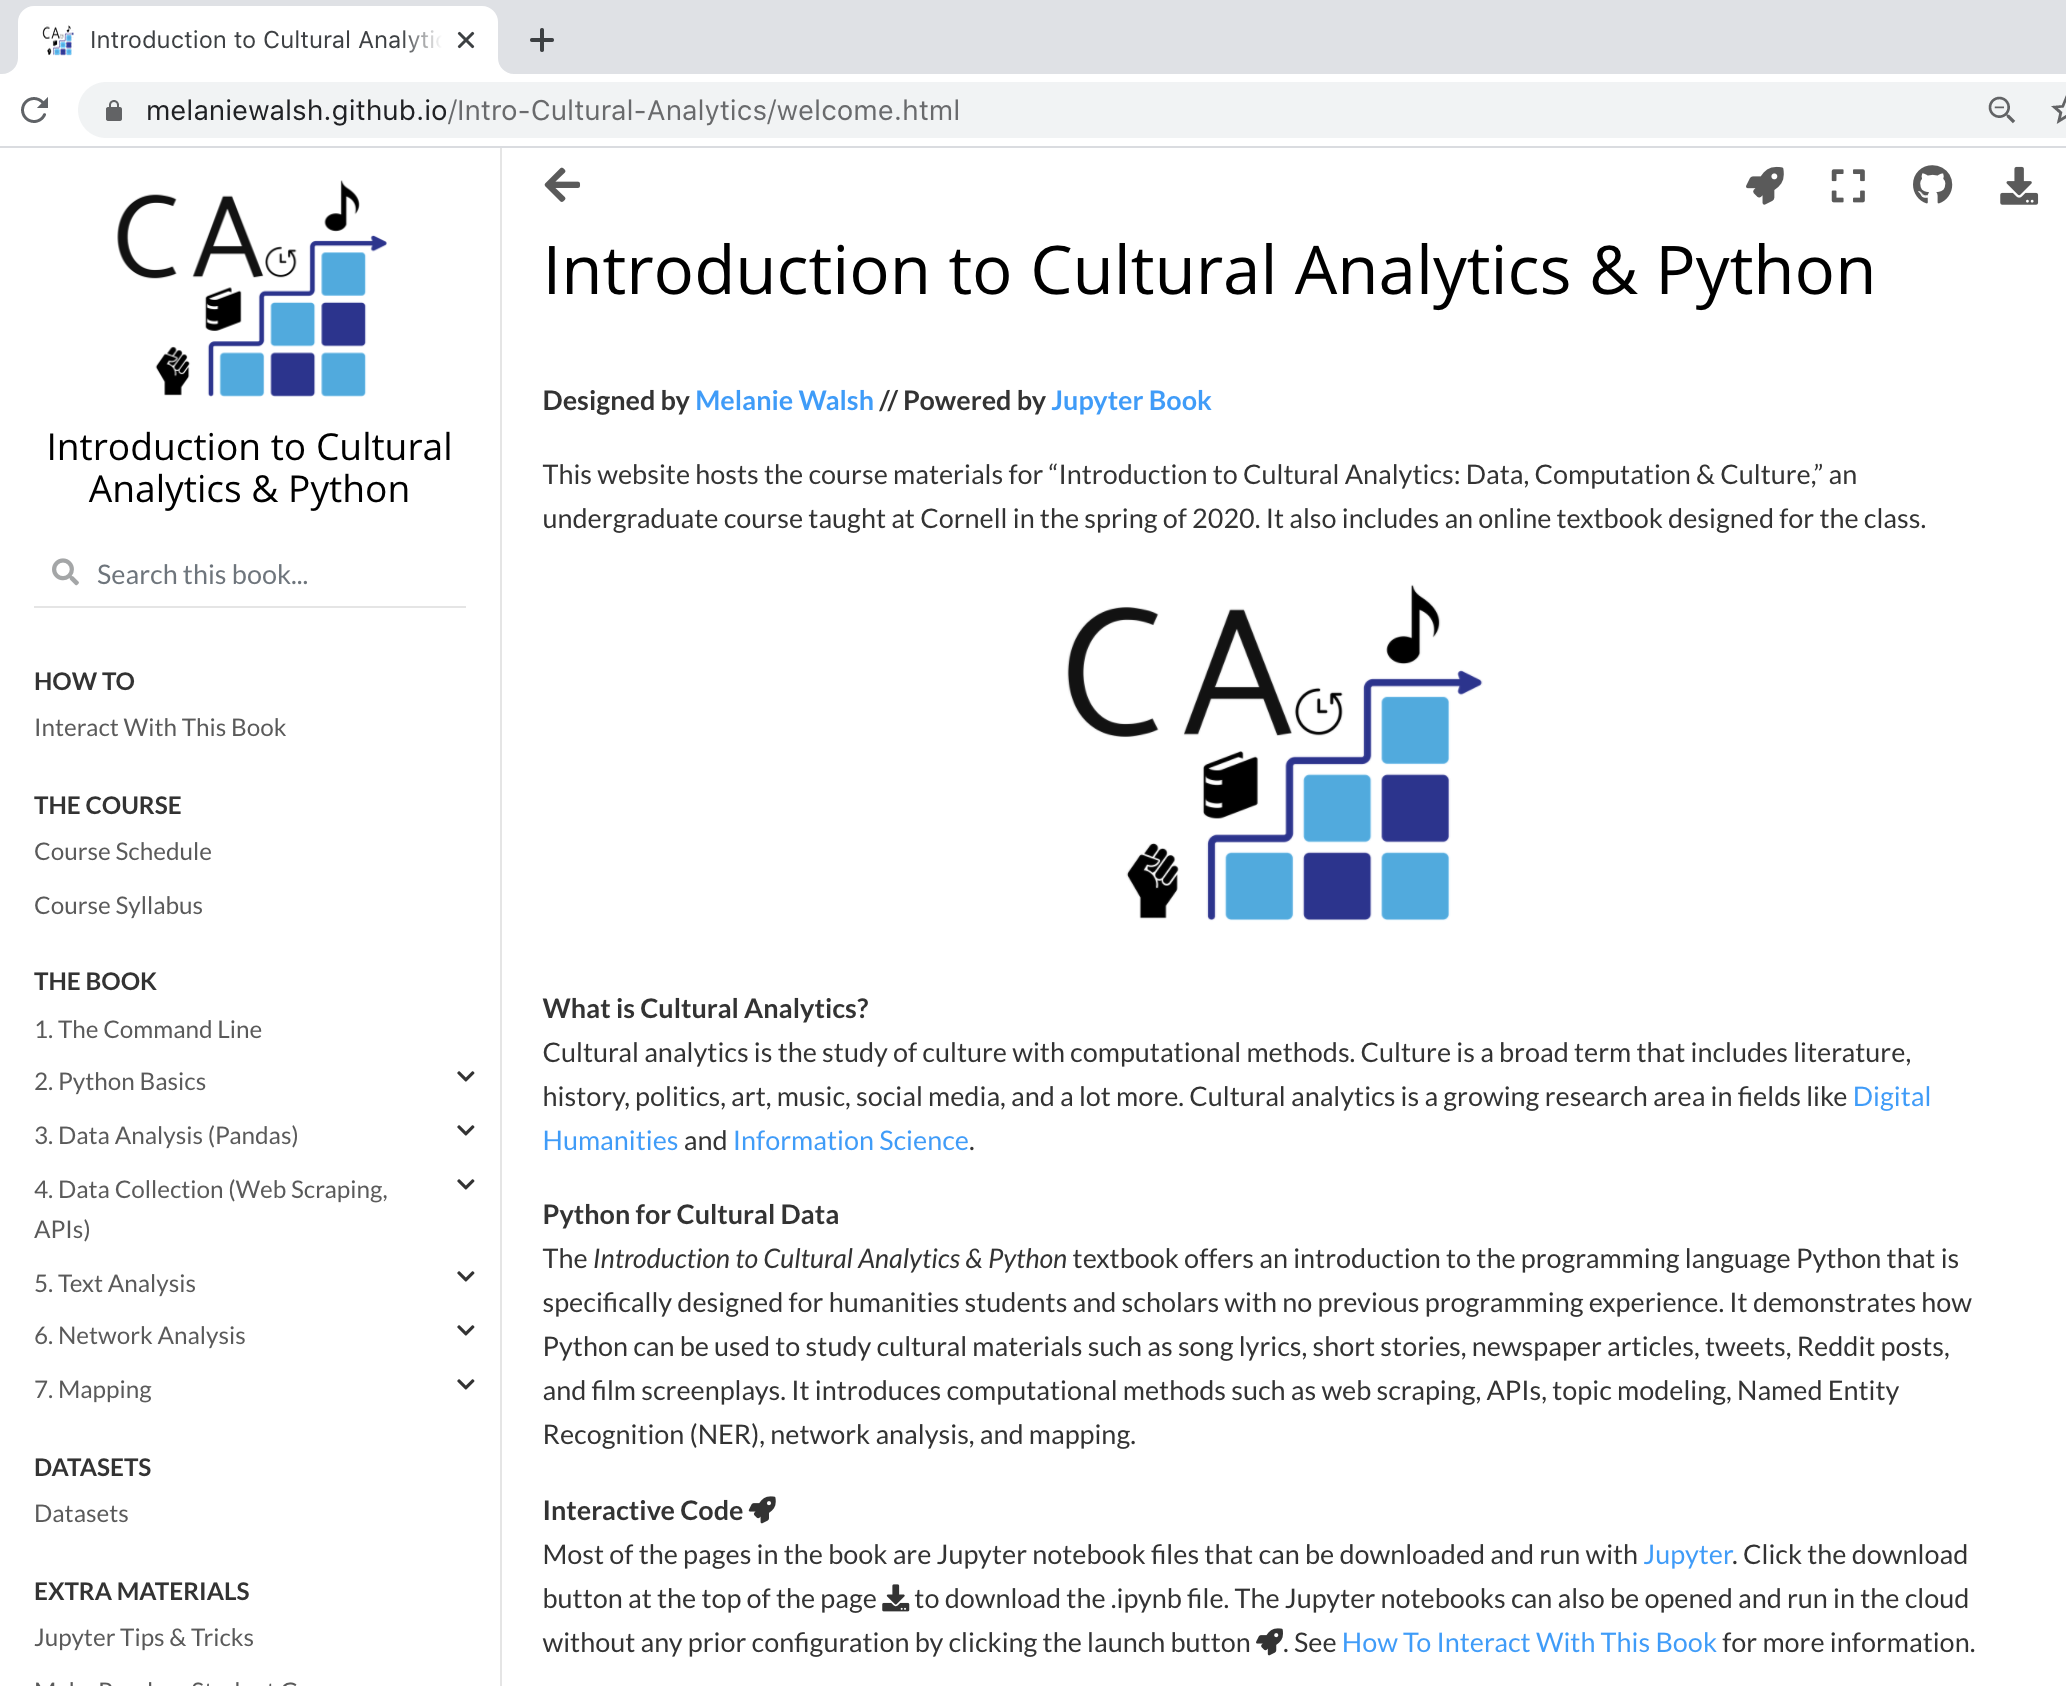 Introduction to Cultural Analytic
melaniewalsh.github.io/Intro-Cultural-Analytics/welcome.html
CA
Introduction to Cultural
Analytics & Python
Search this book...
HOW TO
Interact With This Book
THE COURSE
Course Schedule
Course Syllabus
THE BOOK
1. The Command Line
2. Python Basics
3. Data Analysis (Pandas)
4. Data Collection (Web Scraping,
APIs)
5. Text Analysis
6. Network Analysis
7. Mapping
DATASETS
Datasets
EXTRA MATERIALS
Jupyter Tips & Tricks
Introduction to Cultural Analytics & Python
Designed by Melanie Walsh // Powered by Jupyter Book
This website hosts the course materials for “Introduction to Cultural Analytics: Data, Computation & Culture,” an
undergraduate course taught at Cornell in the spring of 2020. It also includes an online textbook designed for the class.
CA
What is Cultural Analytics?
Cultural analytics is the study of culture with computational methods. Culture is a broad term that includes literature,
history, politics, art, music, social media, and a lot more. Cultural analytics is a growing research area in fields like Digital
Humanities and Information Science.
Python for Cultural Data
The Introduction to Cultural Analytics & Python textbook offers an introduction to the programming language Python that is
specifically designed for humanities students and scholars with no previous programming experience. It demonstrates how
Python can be used to study cultural materials such as song lyrics, short stories, newspaper articles, tweets, Reddit posts,
and film screenplays. It introduces computational methods such as web scraping, APIs, topic modeling, Named Entity
Recognition (NER), network analysis, and mapping.
Interactive Code
Most of the pages in the book are Jupyter notebook files that can be downloaded and run with Jupyter. Click the download
button at the top of the page to download the .ipynb file. The Jupyter notebooks can also be opened and run in the cloud
without any prior configuration by clicking the launch button . See How To Interact With This Book for more information.